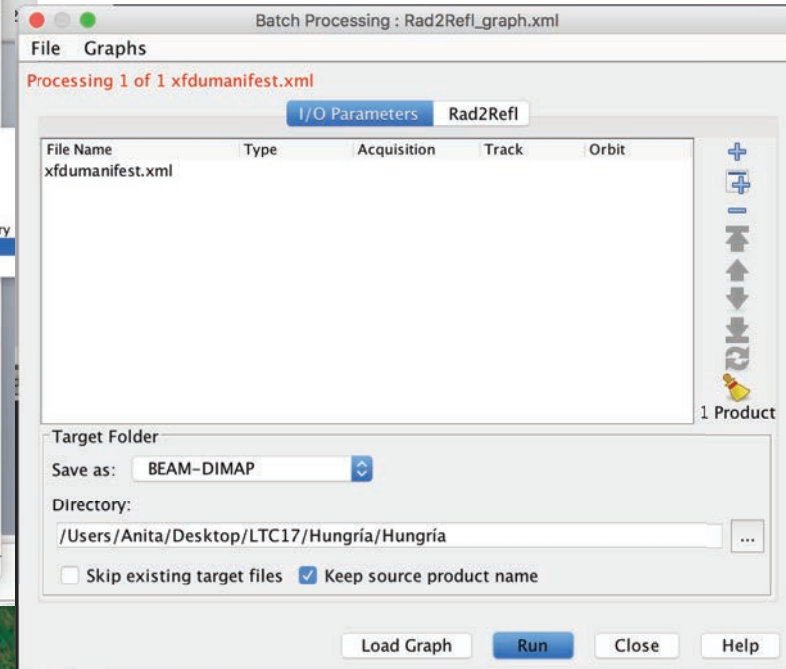 Batch Processing : Rad2Refl_graph.xml
File Graphs
Processing 1 of 1 xfdumanifest.xml
I/O Parameters Rad2Refl
File Name Type Acquisition Track Orbit
xfdumanifest.xml
ry
1 Product
Target Folder
Save as: BEAM-DIMAP
Directory:
/Users/Anita/Desktop/LTC17/Hungría/Hungría ...
Skip existing target files Keep source product name
Load Graph Run Close Help